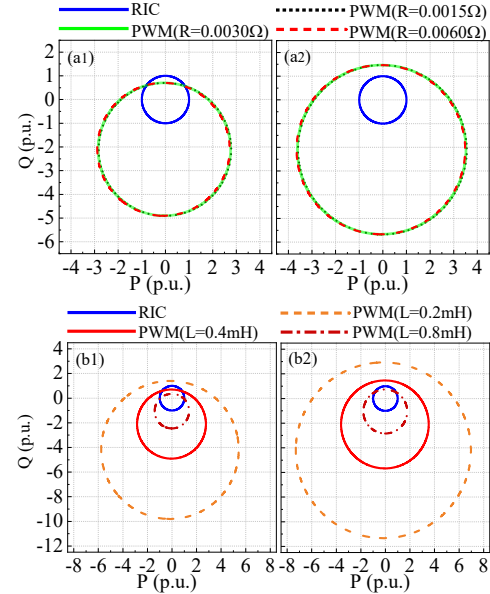 RIC
PWM(R=0.0015Ω)
PWM(R=0.0030Ω)
PWM(R=0.0060Ω)
(a1)
(a2)
2
1
0
-1
-2
-3
-4
-5
-6
Q (p.u.)
-4 -3 -2 -1 0 1 2 3 4
-4 -3 -2 -1 0 1 2 3 4
P (p.u.)
P (p.u.)
RIC
PWM(L=0.2mH)
PWM(L=0.4mH)
PWM(L=0.8mH)
(b1)
(b2)
4
2
0
-2
-4
-6
-8
-10
-12
Q (p.u.)
-8 -6 -4 -2 0 2 4 6 8
-8 -6 -4 -2 0 2 4 6 8
P (p.u.)
P (p.u.)